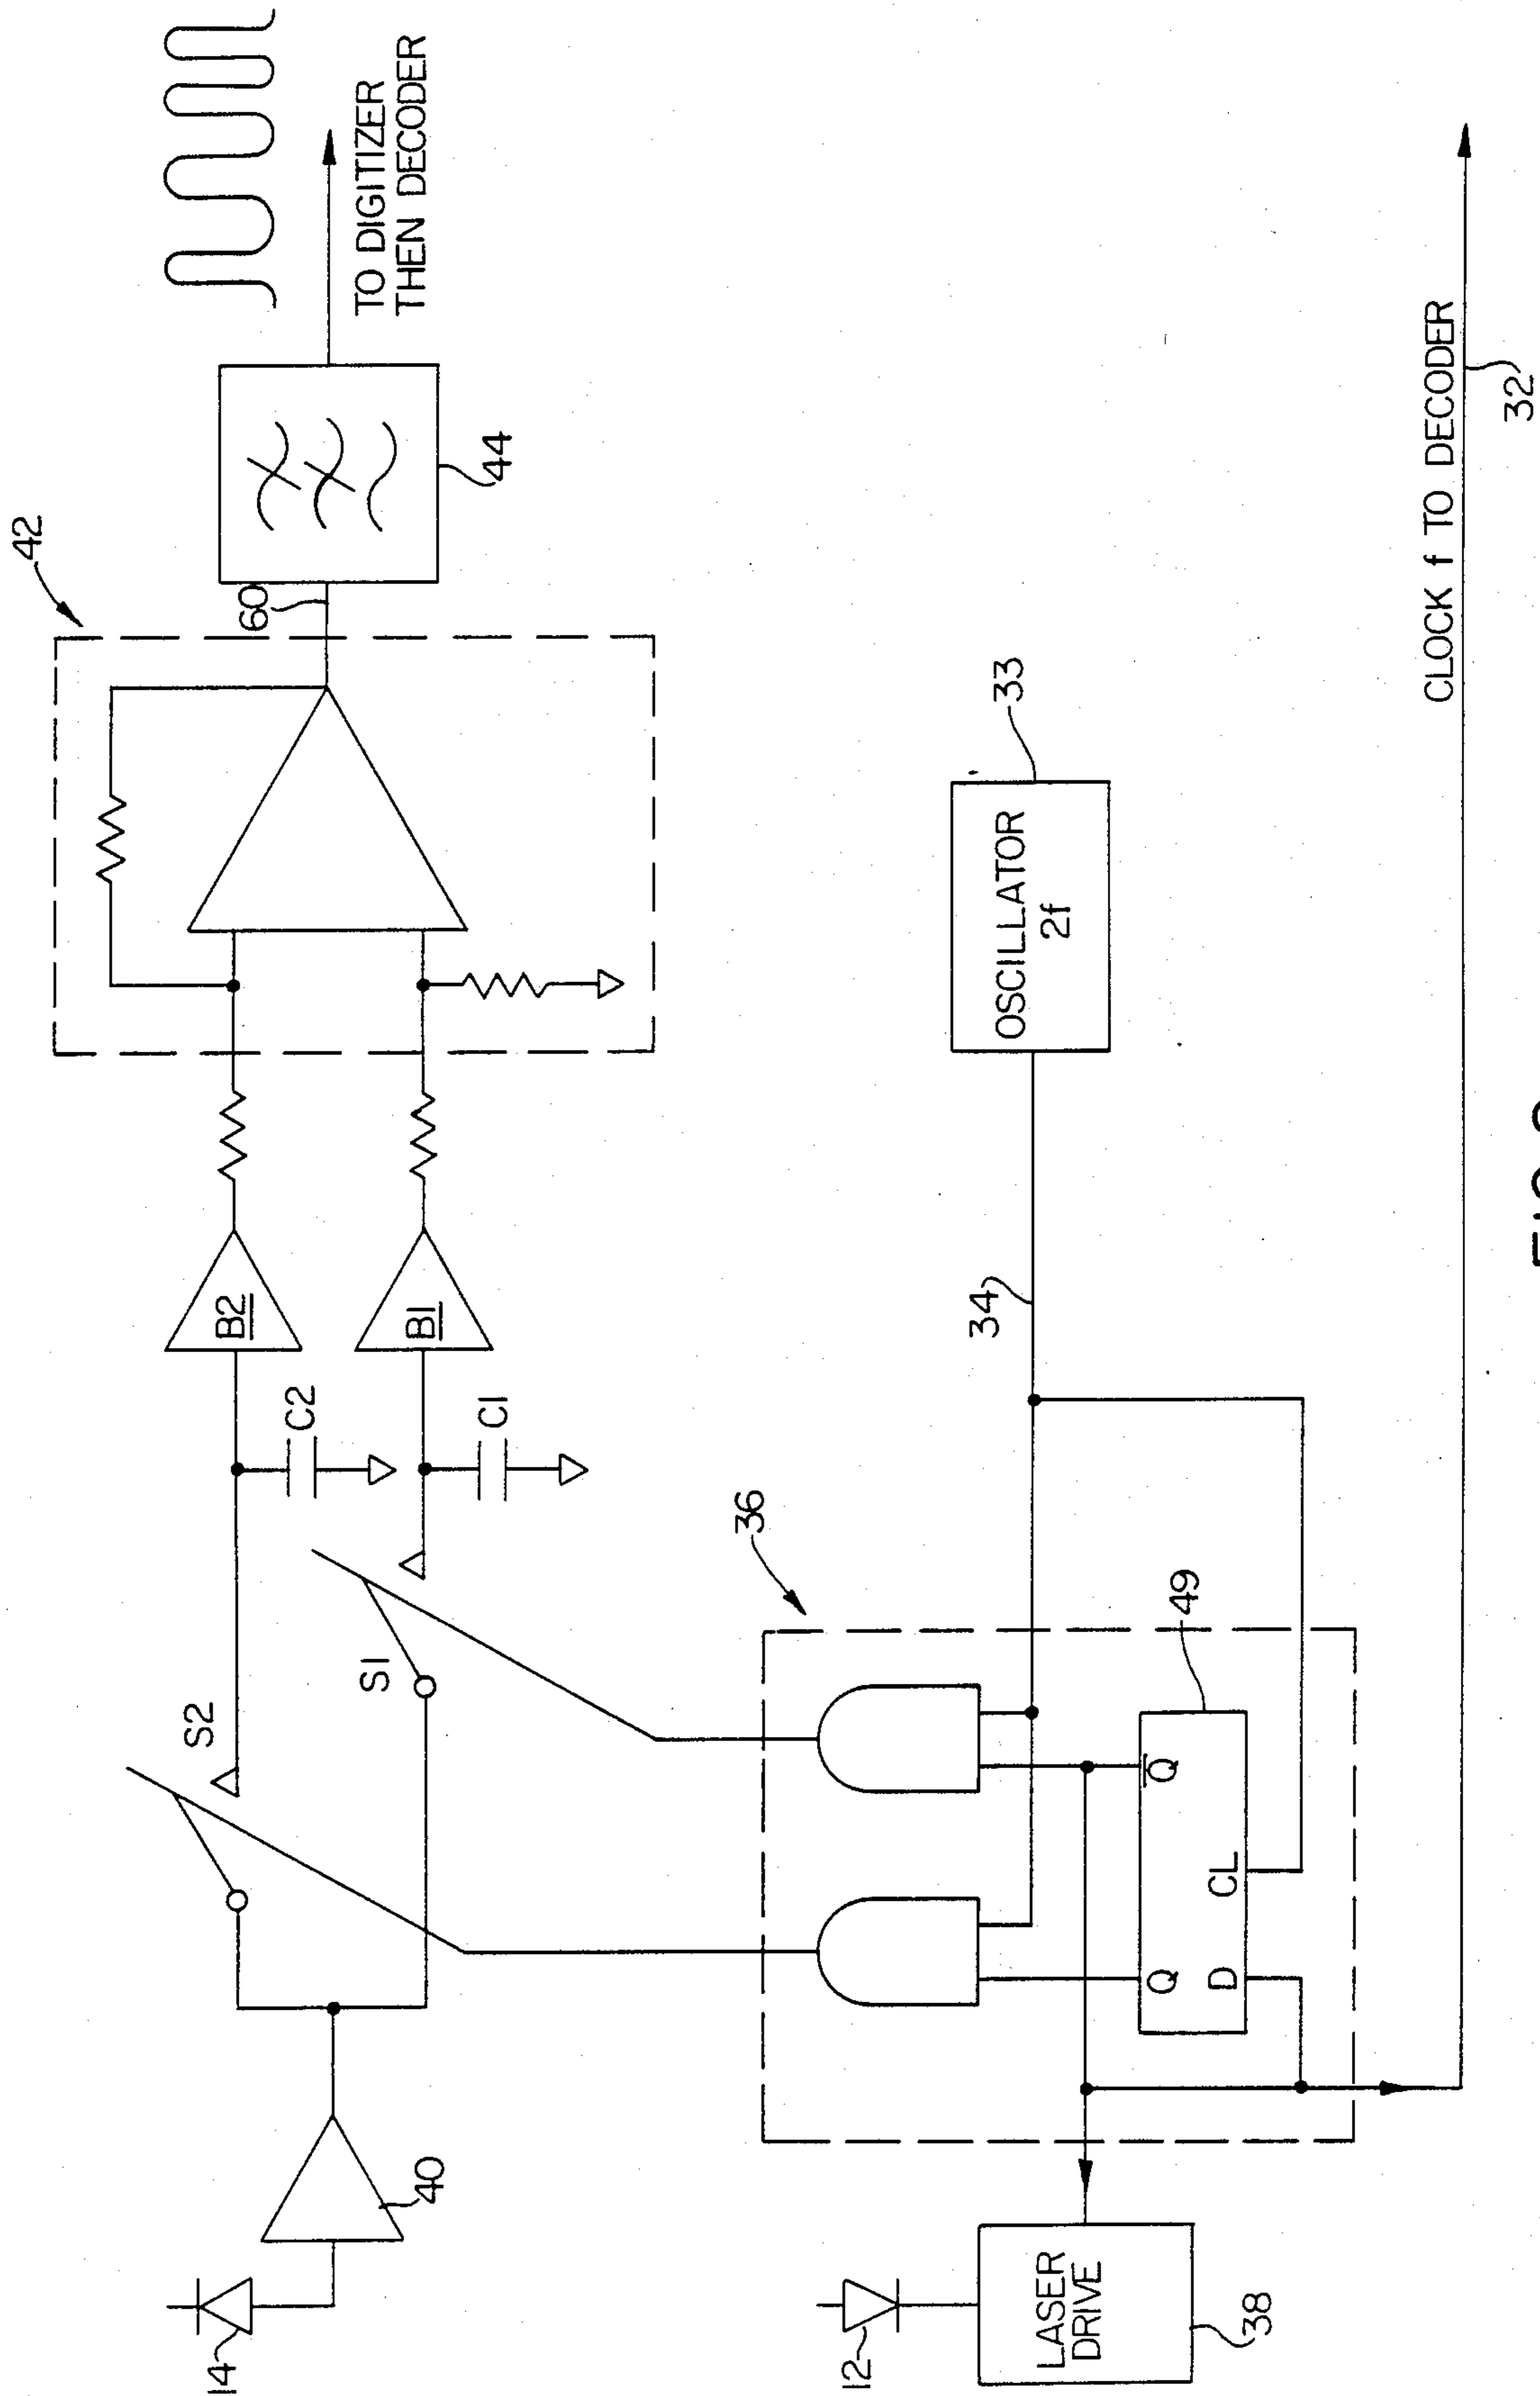 42
60
44
TO DIGITIZER
THEN DECODER
B2
B1
C2
C1
S2
S1
40
14
36
34
OSCILLATOR
2f
33
49
Q
Q̅
D
CL
12
LASER
DRIVE
38
CLOCK f TO DECODER
32